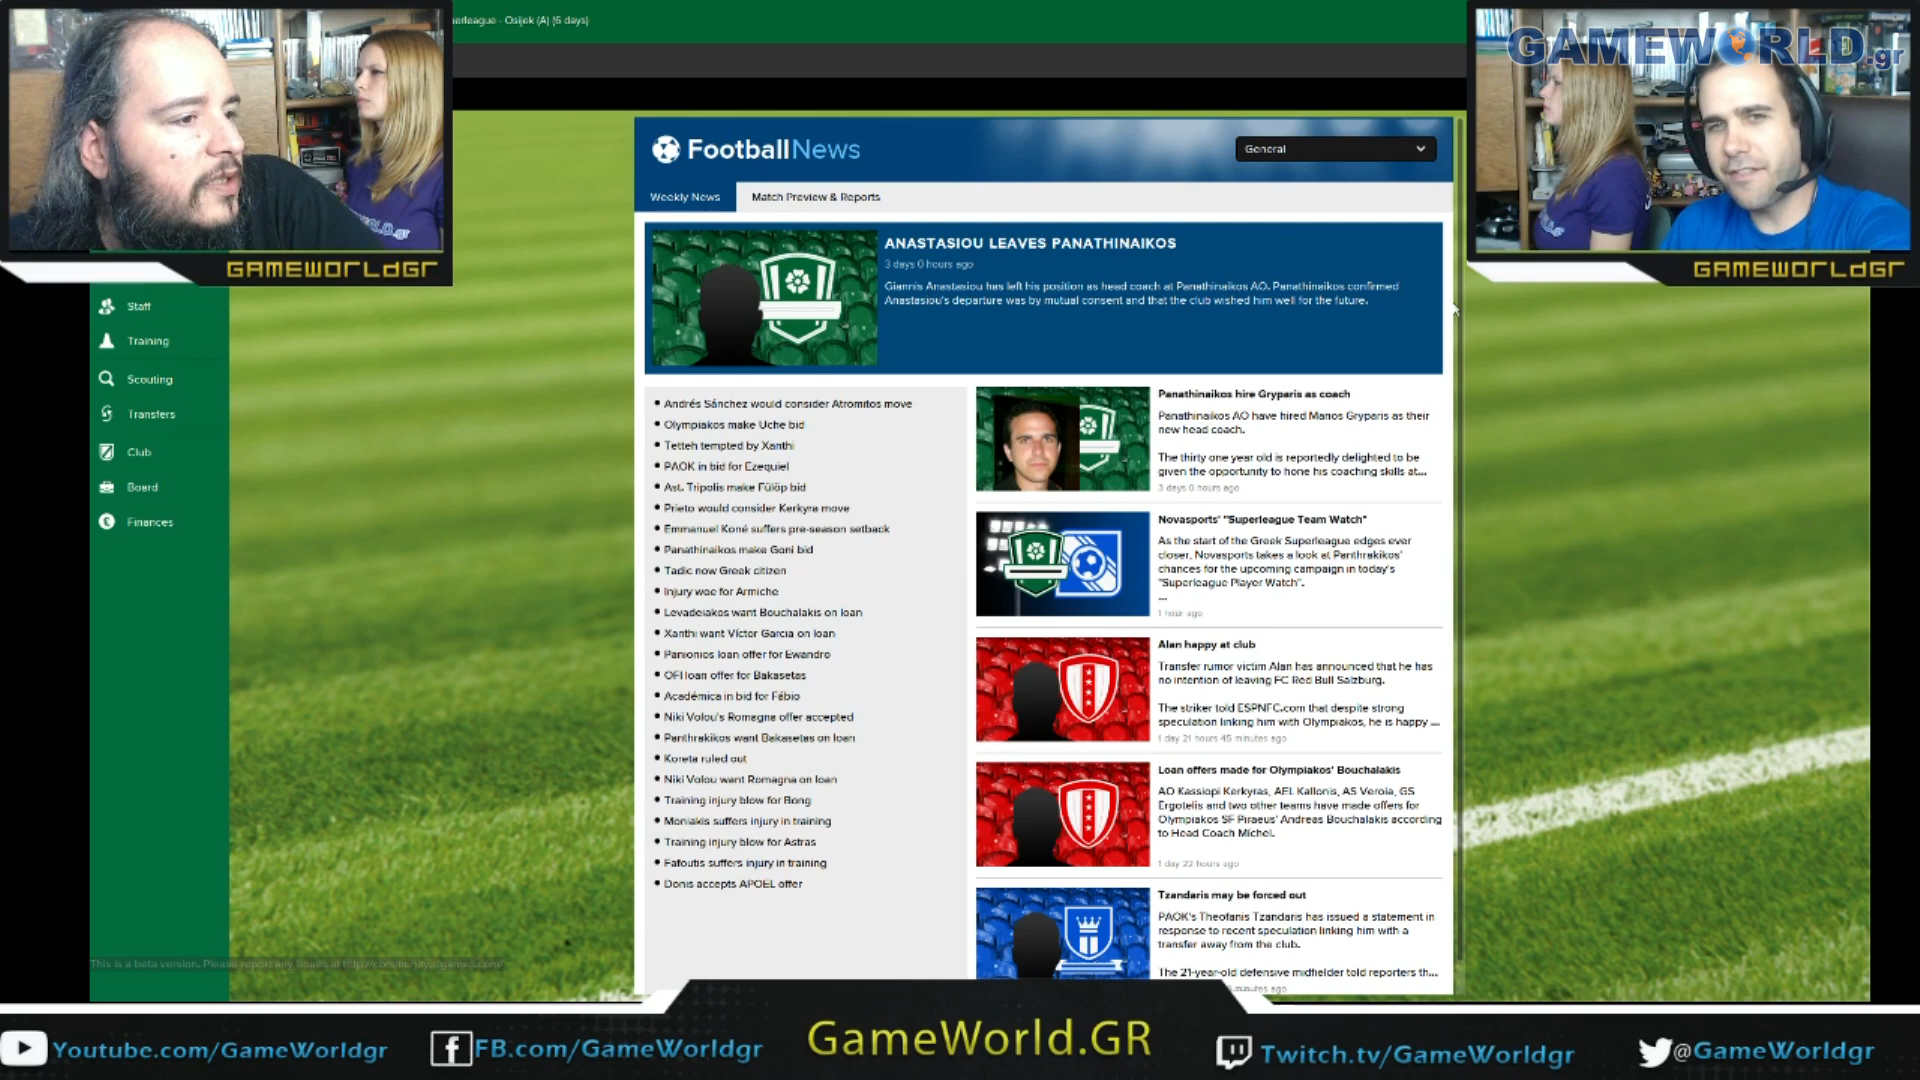 erleague - Osijek (A) (6 days)
GAMEWORLD.gr
GAMEWORLdGR
GAMEWORLdGR
Staff
Training
Scouting
Transfers
Club
Board
Finances
FootballNews
General
Weekly News
Match Preview & Reports
ANASTASIOU LEAVES PANATHINAIKOS
3 days 0 hours ago
Giannis Anastasiou has left his position as head coach at Panathinaikos AO. Panathinaikos confirmed
Anastasiou's departure was by mutual consent and that the club wished him well for the future.
Andrés Sánchez would consider Atromitos move
Olympiakos make Uche bid
Tetteh tempted by Xanthi
PAOK in bid for Ezequiel
Ast. Tripolis make Fülöp bid
Prieto would consider Kerkyra move
Emmanuel Koné suffers pre-season setback
Panathinaikos make Goni bid
Tadic now Greek citizen
Injury woe for Armiche
Levadeiakos want Bouchalakis on loan
Xanthi want Víctor García on loan
Panionios loan offer for Ewandro
OFI loan offer for Bakasetas
Académica in bid for Fábio
Niki Volou's Romagna offer accepted
Panthrakikos want Bakasetas on loan
Koreta ruled out
Niki Volou want Romagna on loan
Training injury blow for Bong
Moniakis suffers injury in training
Training injury blow for Astras
Fafoutis suffers injury in training
Donis accepts APOEL offer
Panathinaikos hire Gryparis as coach
Panathinaikos AO have hired Manos Gryparis as their
new head coach.
The thirty one year old is reportedly delighted to be
given the opportunity to hone his coaching skills at...
3 days 0 hours ago
Novasports' "Superleague Team Watch"
As the start of the Greek Superleague edges ever
closer, Novasports takes a look at Panthrakikos'
chances for the upcoming campaign in today's
"Superleague Player Watch".
...
1 hour ago
Alan happy at club
Transfer rumor victim Alan has announced that he has
no intention of leaving FC Red Bull Salzburg.
The striker told ESPNFC.com that despite strong
speculation linking him with Olympiakos, he is happy ...
1 day 21 hours 45 minutes ago
Loan offers made for Olympiakos' Bouchalakis
AO Kassiopi Kerkyras, AEL Kallonis, AS Veroia, GS
Ergotelis and two other teams have made offers for
Olympiakos SF Piraeus' Andreas Bouchalakis according
to Head Coach Míchel.
1 day 22 hours ago
Tzandaris may be forced out
PAOK's Theofanis Tzandaris has issued a statement in
response to recent speculation linking him with a
transfer away from the club.
The 21-year-old defensive midfielder told reporters th...
minutes ago
This is a beta version. Please report any issues at
GameWorld.GR
Youtube.com/GameWorldgr
FB.com/GameWorldgr
Twitch.tv/GameWorldgr
@GameWorldgr